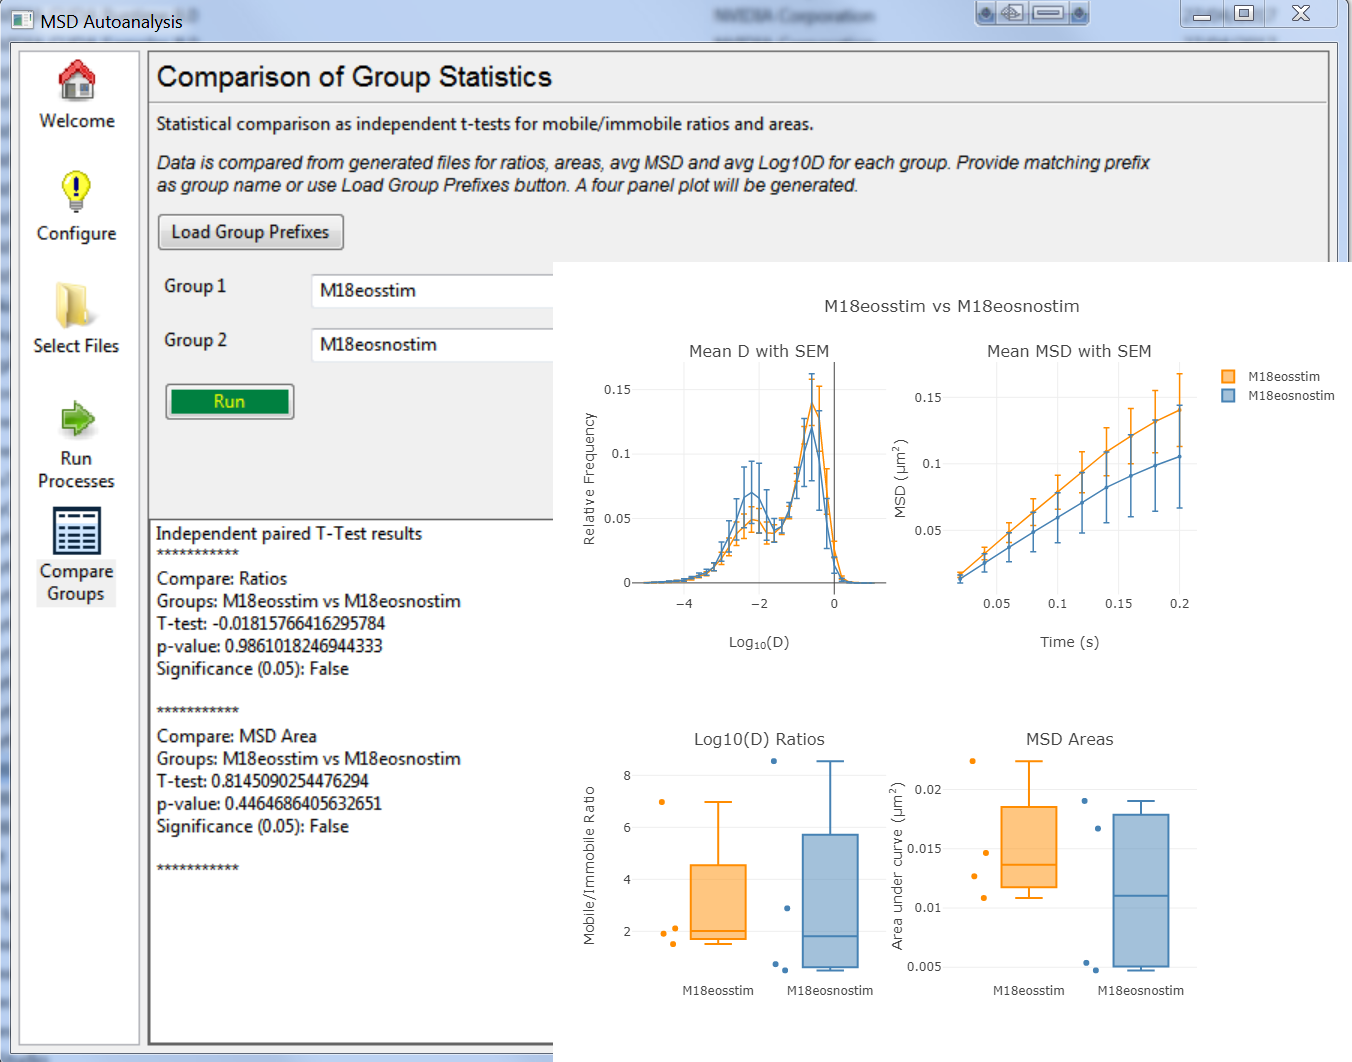 MSD Autoanalysis
NVIDIA Corporation
Welcome
Configure
Select Files
Run
Processes
Compare
Groups
Comparison of Group Statistics
Statistical comparison as independent t-tests for mobile/immobile ratios and areas.
Data is compared from generated files for ratios, areas, avg MSD and avg Log10D for each group. Provide matching prefix
as group name or use Load Group Prefixes button. A four panel plot will be generated.
Load Group Prefixes
Group 1
M18eosstim
Group 2
M18eosnostim
Run
Independent paired T-Test results
***********
Compare: Ratios
Groups: M18eosstim vs M18eosnostim
T-test: -0.01815766416295784
p-value: 0.9861018246944333
Significance (0.05): False
***********
Compare: MSD Area
Groups: M18eosstim vs M18eosnostim
T-test: 0.8145090254476294
p-value: 0.4464686405632651
Significance (0.05): False
***********
M18eosstim vs M18eosnostim
Mean D with SEM
0.15
0.1
0.05
0
Relative Frequency
−4
−2
0
Log₁₀(D)
Mean MSD with SEM
0.15
0.1
0.05
MSD (μm²)
0.05
0.1
0.15
0.2
Time (s)
M18eosstim
M18eosnostim
Log10(D) Ratios
8
6
4
2
Mobile/Immobile Ratio
M18eosstim
M18eosnostim
MSD Areas
0.02
0.015
0.01
0.005
Area under curve (μm²)
M18eosstim
M18eosnostim